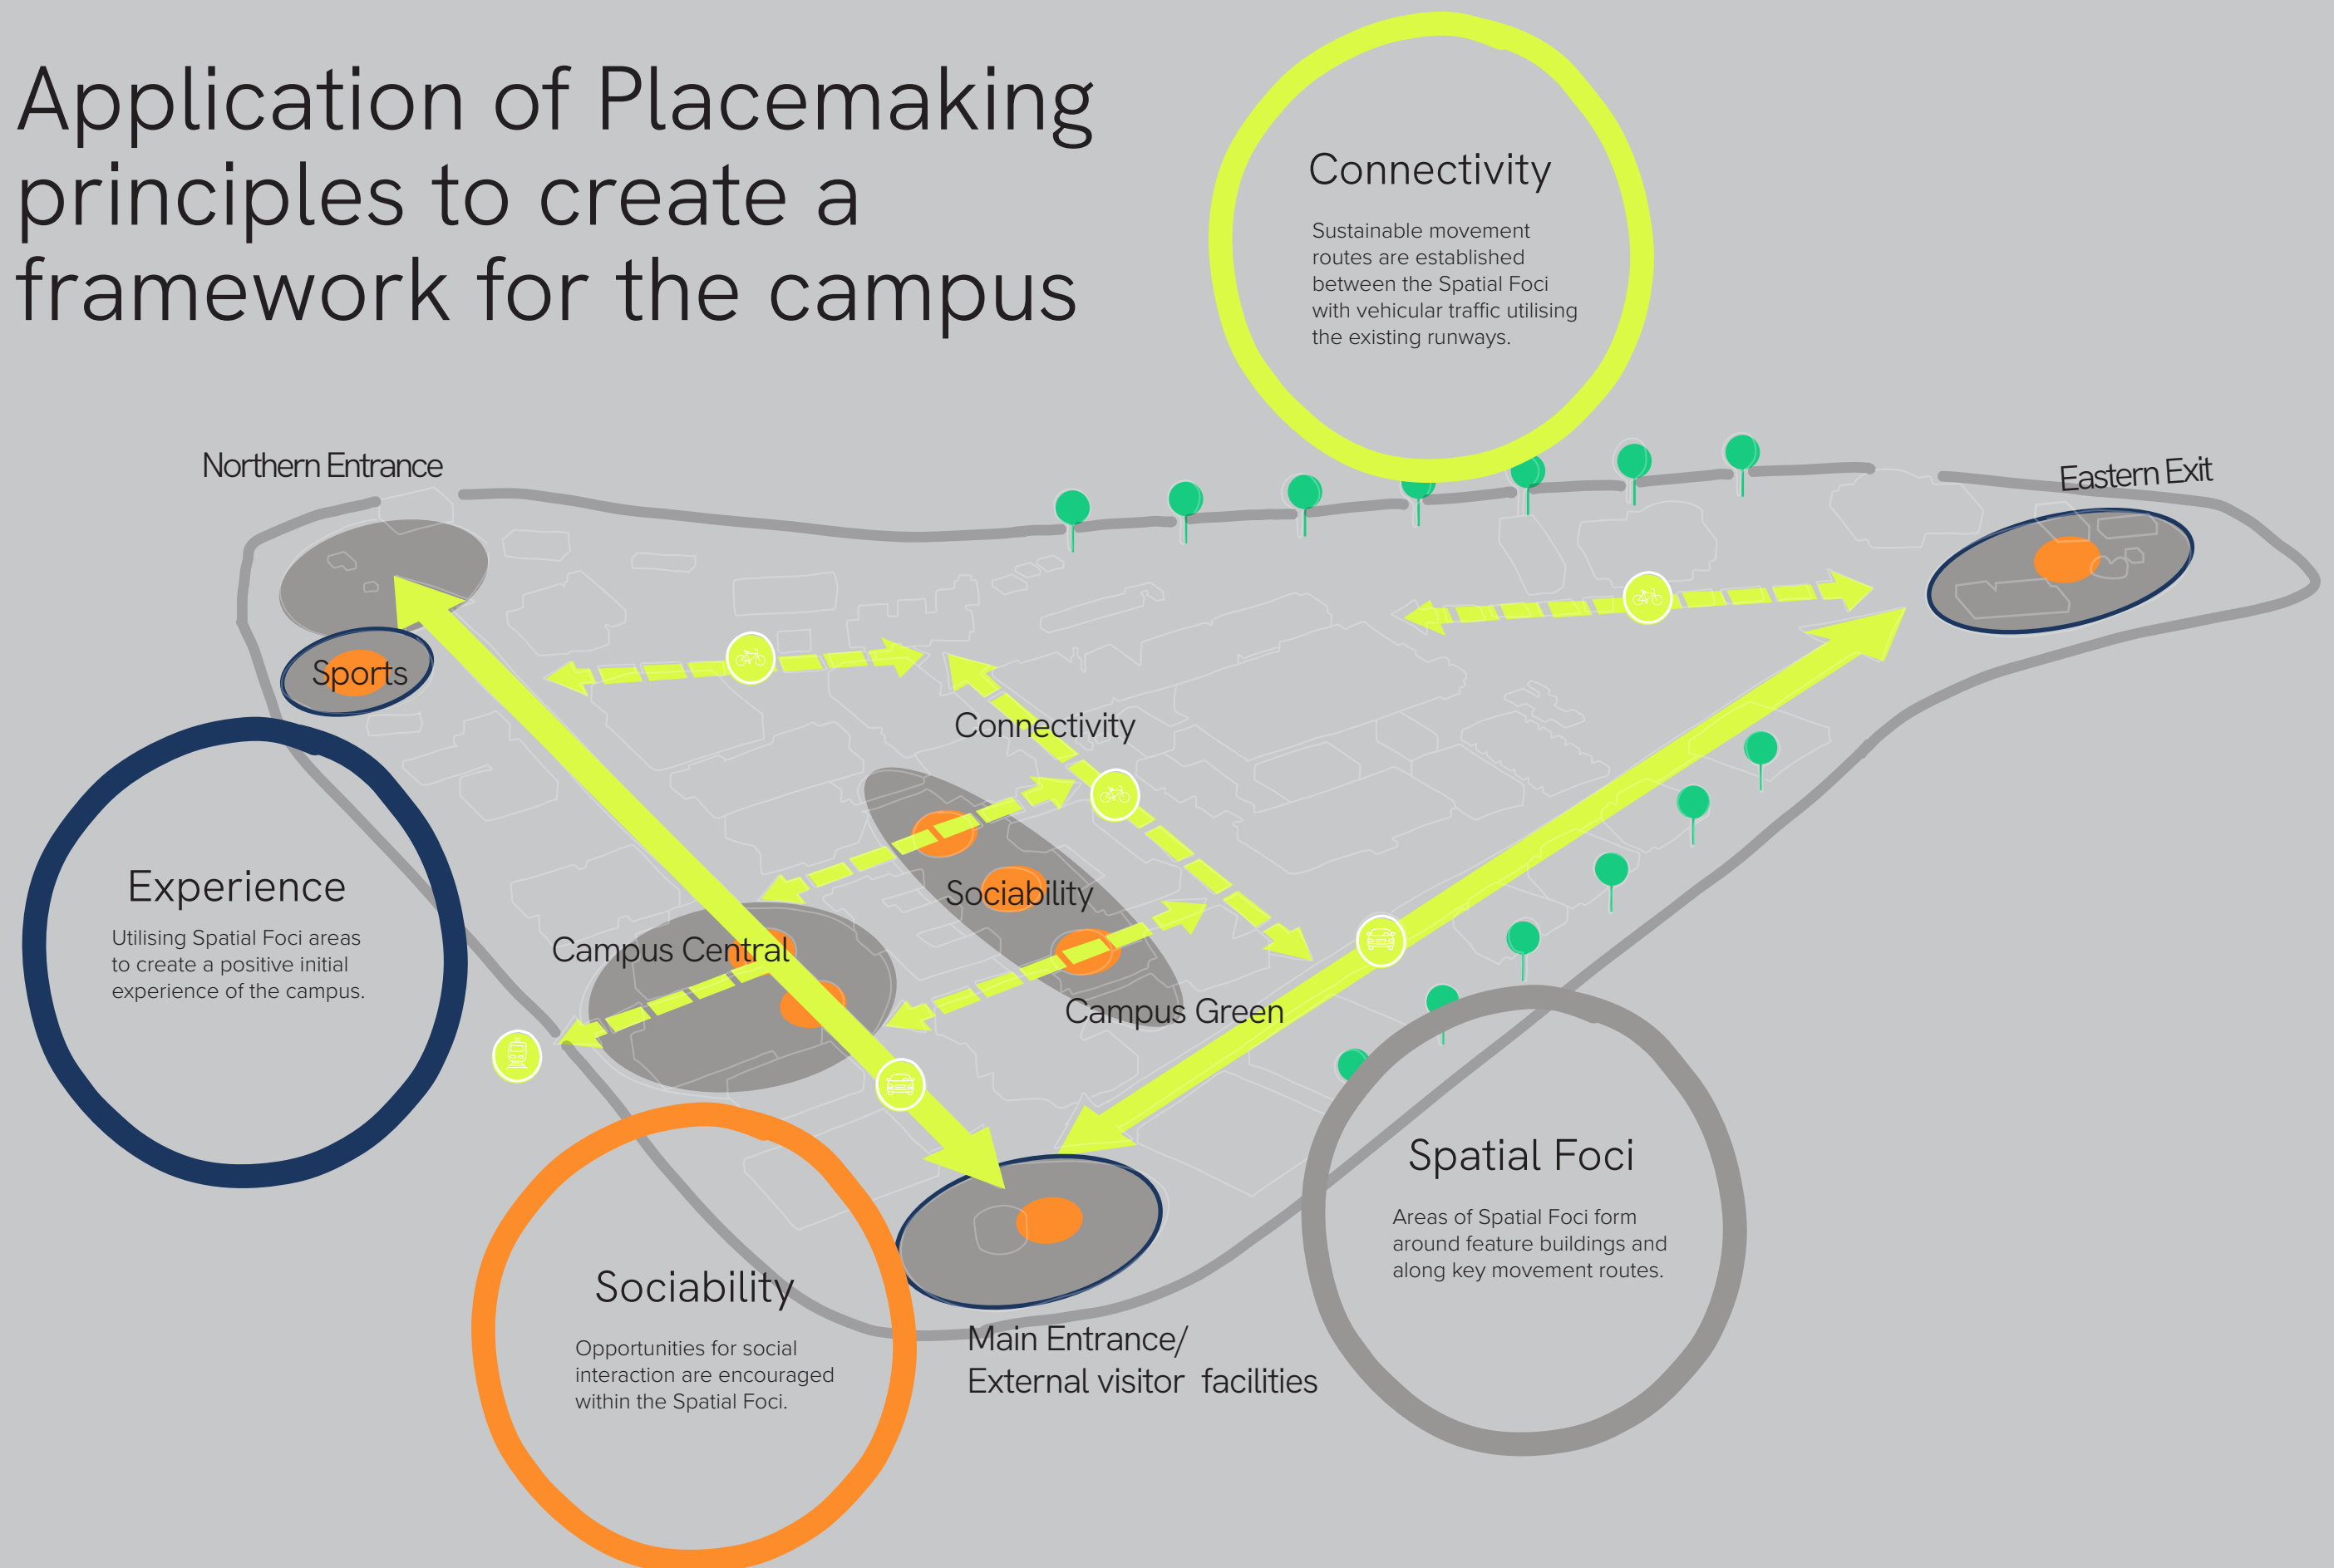 Application of Placemaking
principles to create a
framework for the campus
Connectivity
Sustainable movement
routes are established
between the Spatial Foci
with vehicular traffic utilising
the existing runways.
Northern Entrance
Eastern Exit
Sports
Connectivity
Experience
Utilising Spatial Foci areas
to create a positive initial
experience of the campus.
Sociability
Campus Central
Campus Green
Spatial Foci
Areas of Spatial Foci form
around feature buildings and
along key movement routes.
Sociability
Opportunities for social
interaction are encouraged
within the Spatial Foci.
Main Entrance/
External visitor  facilities